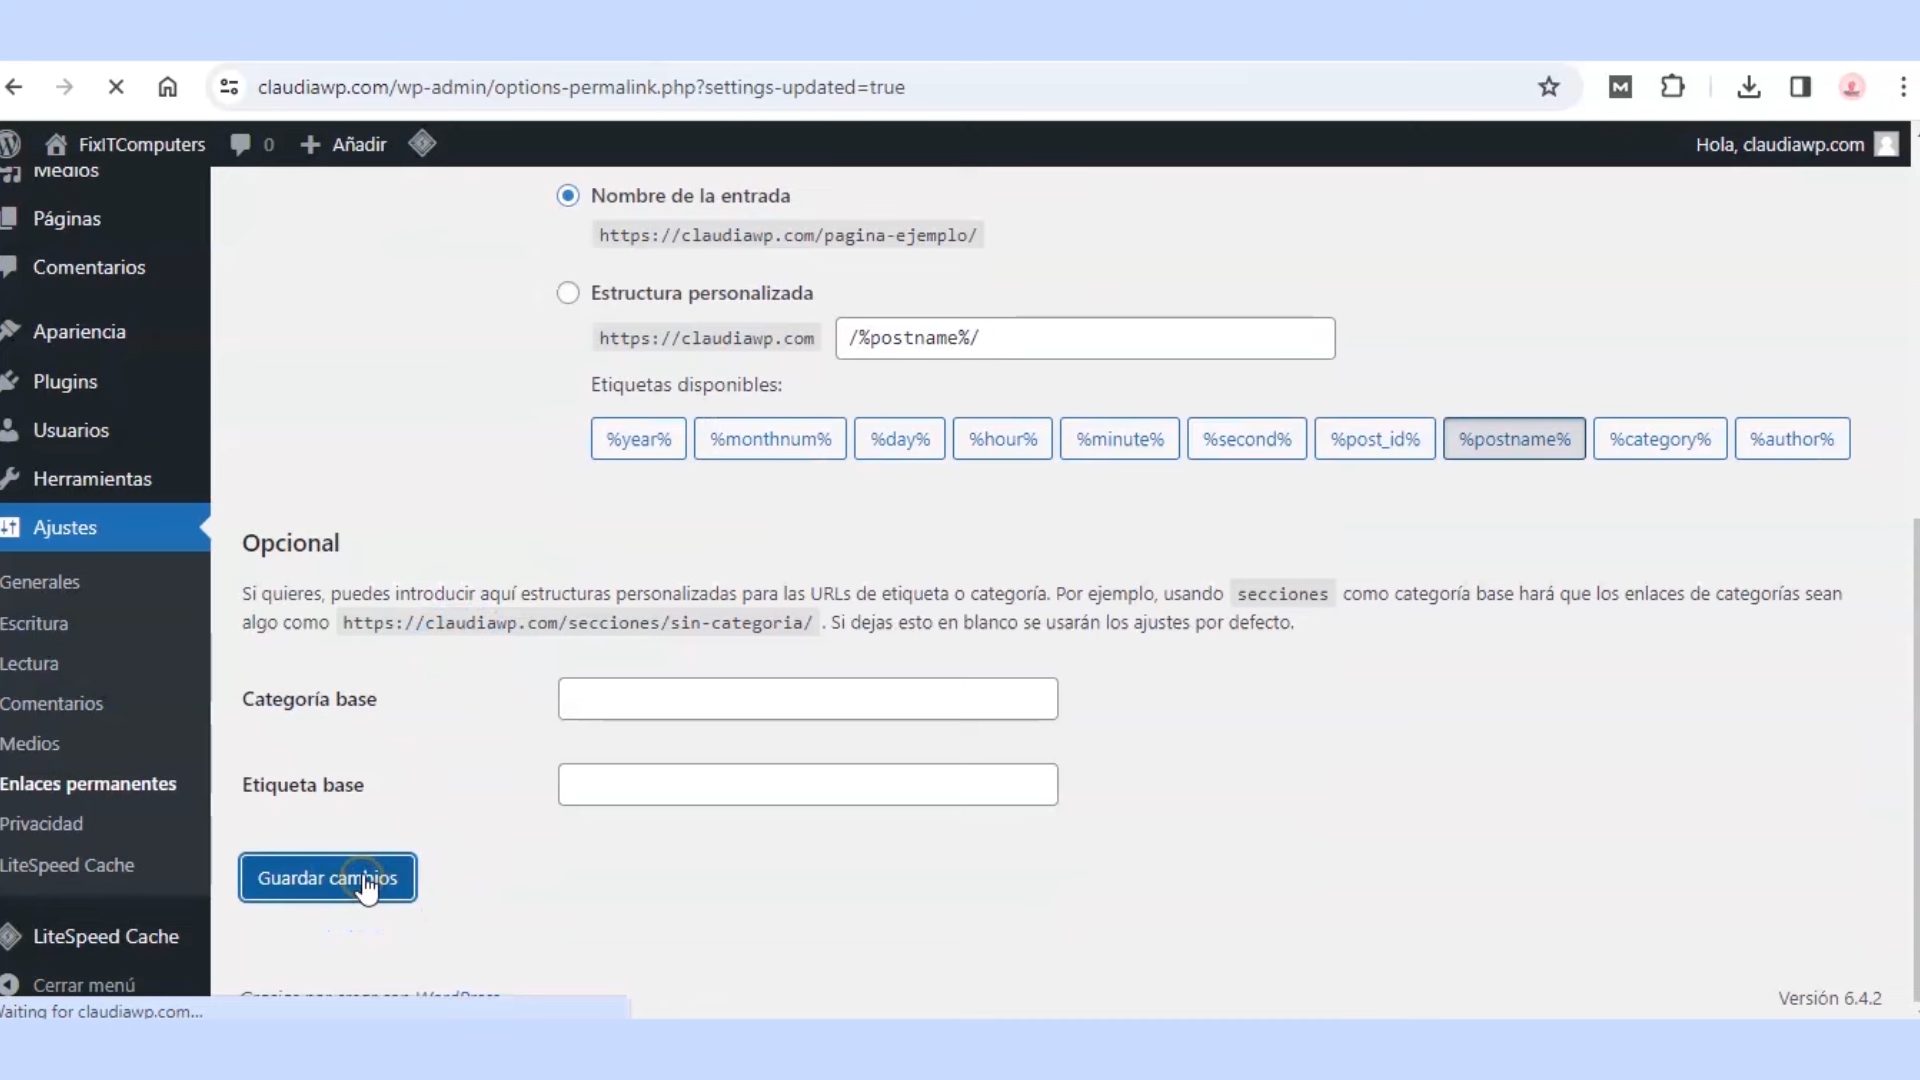 claudiawp.com/wp-admin/options-permalink.php?settings-updated=true
FixITComputers 0 Añadir Hola, claudiawp.com
Medios
Páginas
Comentarios
Apariencia
Plugins
Usuarios
Herramientas
Ajustes
Generales
Escritura
Lectura
Comentarios
Medios
Enlaces permanentes
Privacidad
LiteSpeed Cache
LiteSpeed Cache
Cerrar menú
Nombre de la entrada
https://claudiawp.com/pagina-ejemplo/
Estructura personalizada
https://claudiawp.com /%postname%/
Etiquetas disponibles:
%year% %monthnum% %day% %hour% %minute% %second% %post_id% %postname% %category% %author%
Opcional
Si quieres, puedes introducir aquí estructuras personalizadas para las URLs de etiqueta o categoría. Por ejemplo, usando secciones como categoría base hará que los enlaces de categorías sean
algo como https://claudiawp.com/secciones/sin-categoria/ . Si dejas esto en blanco se usarán los ajustes por defecto.
Categoría base
Etiqueta base
Guardar cambios
WordPress
Versión 6.4.2
for claudiawp.com...